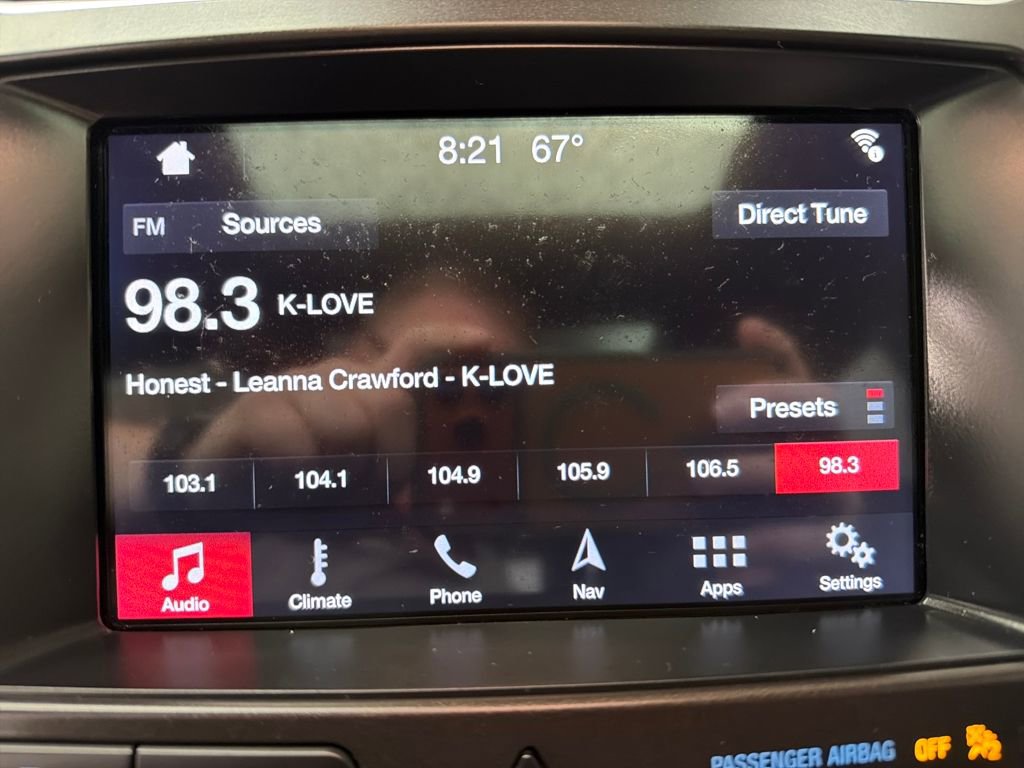 8:21 67°
FM Sources
Direct Tune
98.3 K-LOVE
Honest - Leanna Crawford - K-LOVE
Presets
103.1 104.1 104.9 105.9 106.5 98.3
Audio Climate Phone Nav Apps Settings
PASSENGER AIRBAG OFF